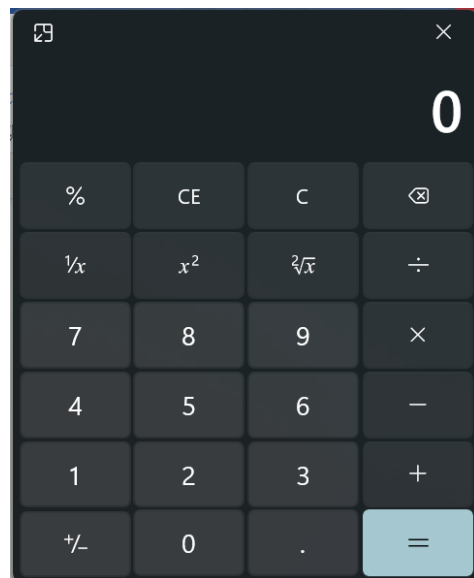 0
% CE C
¹/x x² ²√x ÷
7 8 9 ×
4 5 6 −
1 2 3 +
+/− 0 . =